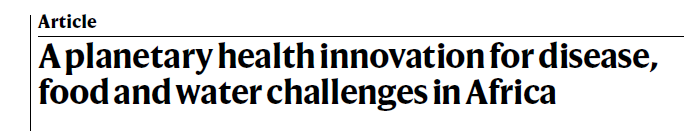 Article
A planetary health innovation for disease,
food and water challenges in Africa